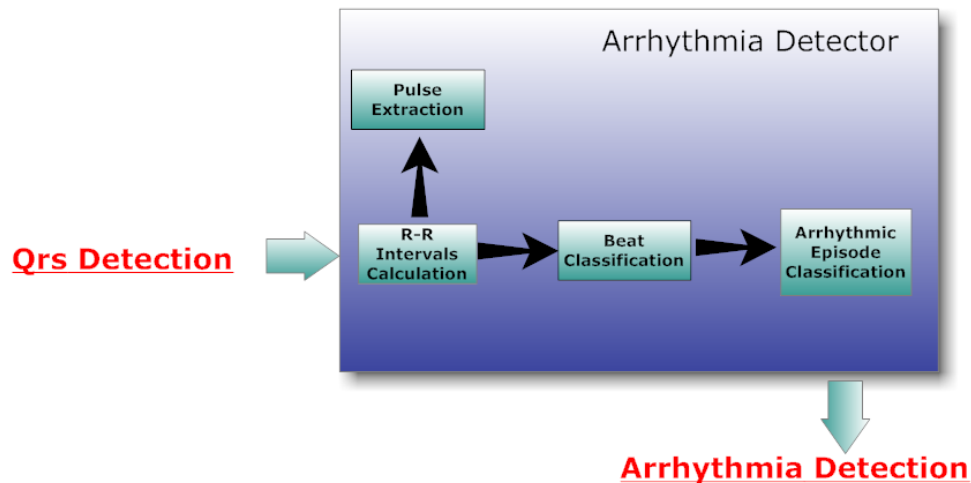 Arrhythmia Detector
Pulse
Extraction
Qrs Detection
R-R
Intervals
Calculation
Beat
Classification
Arrhythmic
Episode
Classification
Arrhythmia Detection